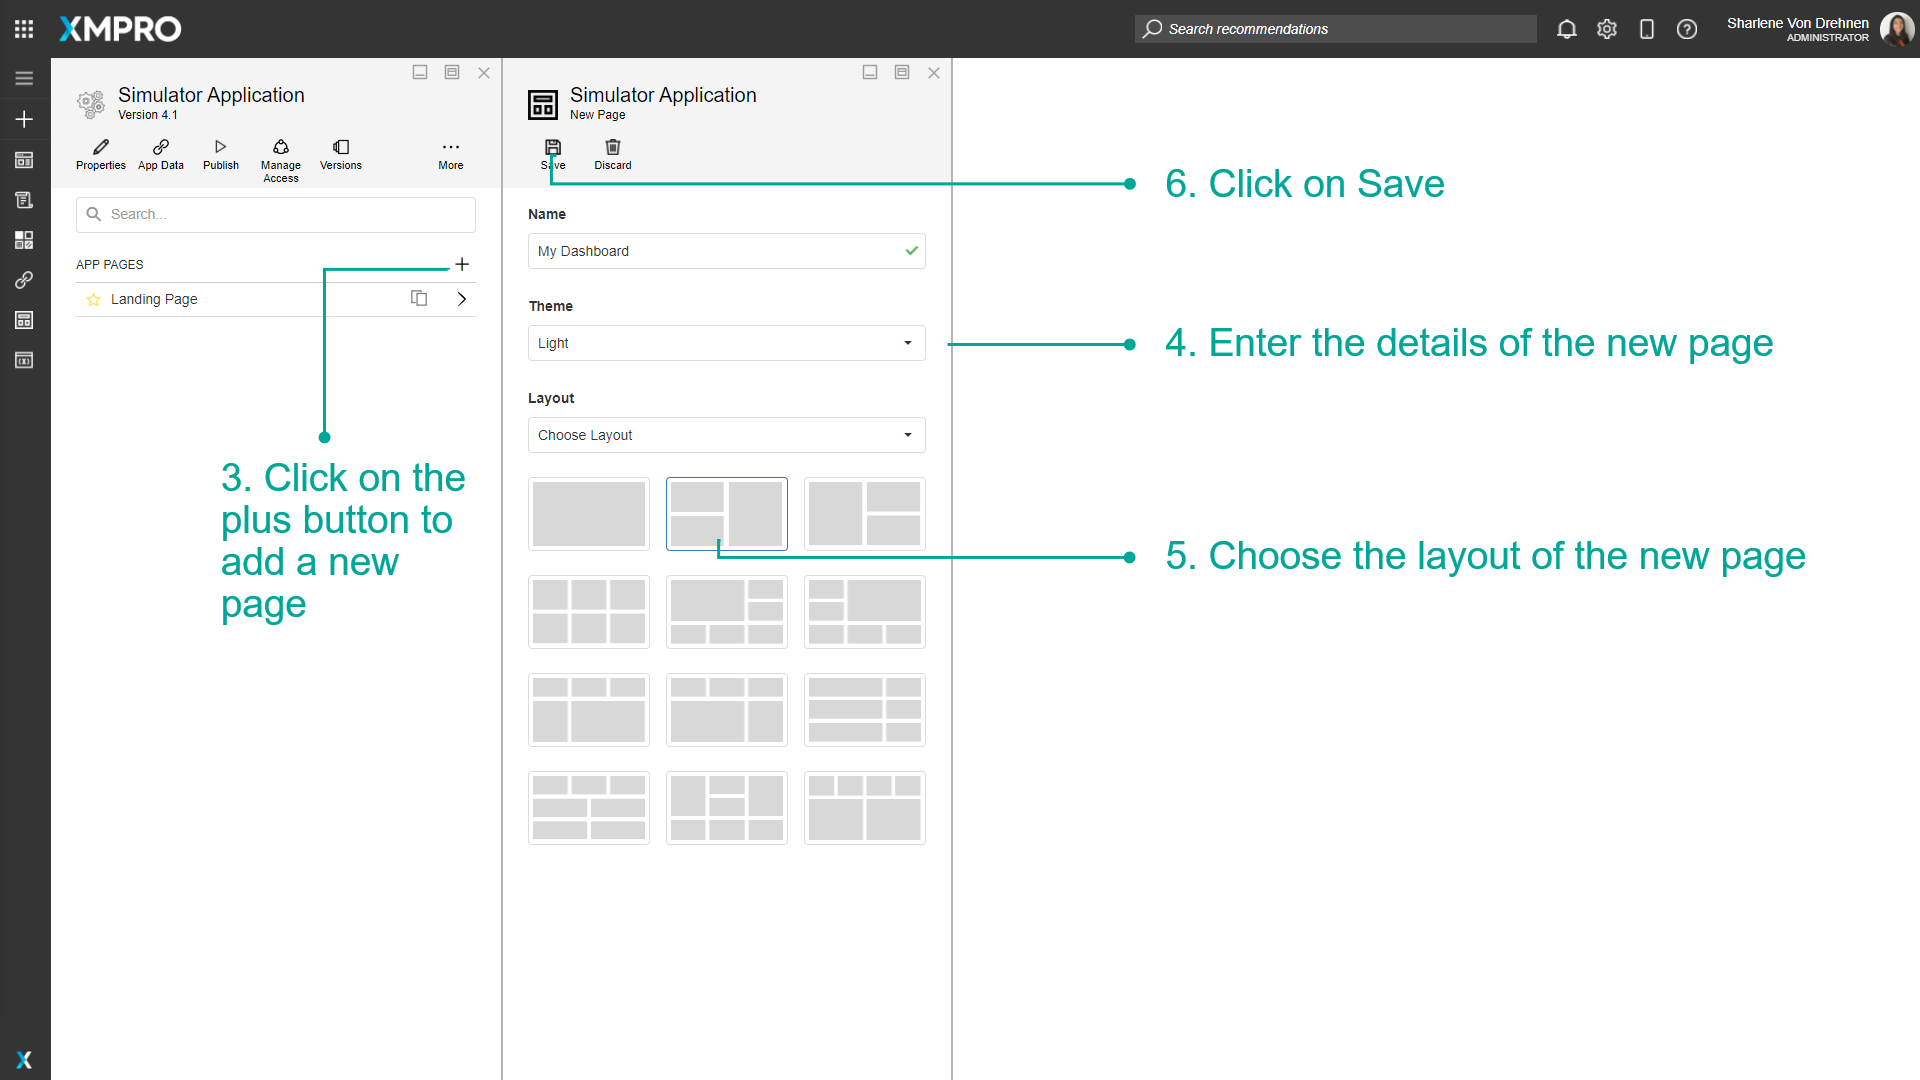 XMPRO
Search recommendations
Sharlene Von Drehnen
ADMINISTRATOR
Simulator Application
Version 4.1
Properties
App Data
Publish
Manage
Access
Versions
More
Search...
APP PAGES
Landing Page
3. Click on the
plus button to
add a new
page
Simulator Application
New Page
Save
Discard
Name
My Dashboard
Theme
Light
Layout
Choose Layout
6. Click on Save
4. Enter the details of the new page
5. Choose the layout of the new page